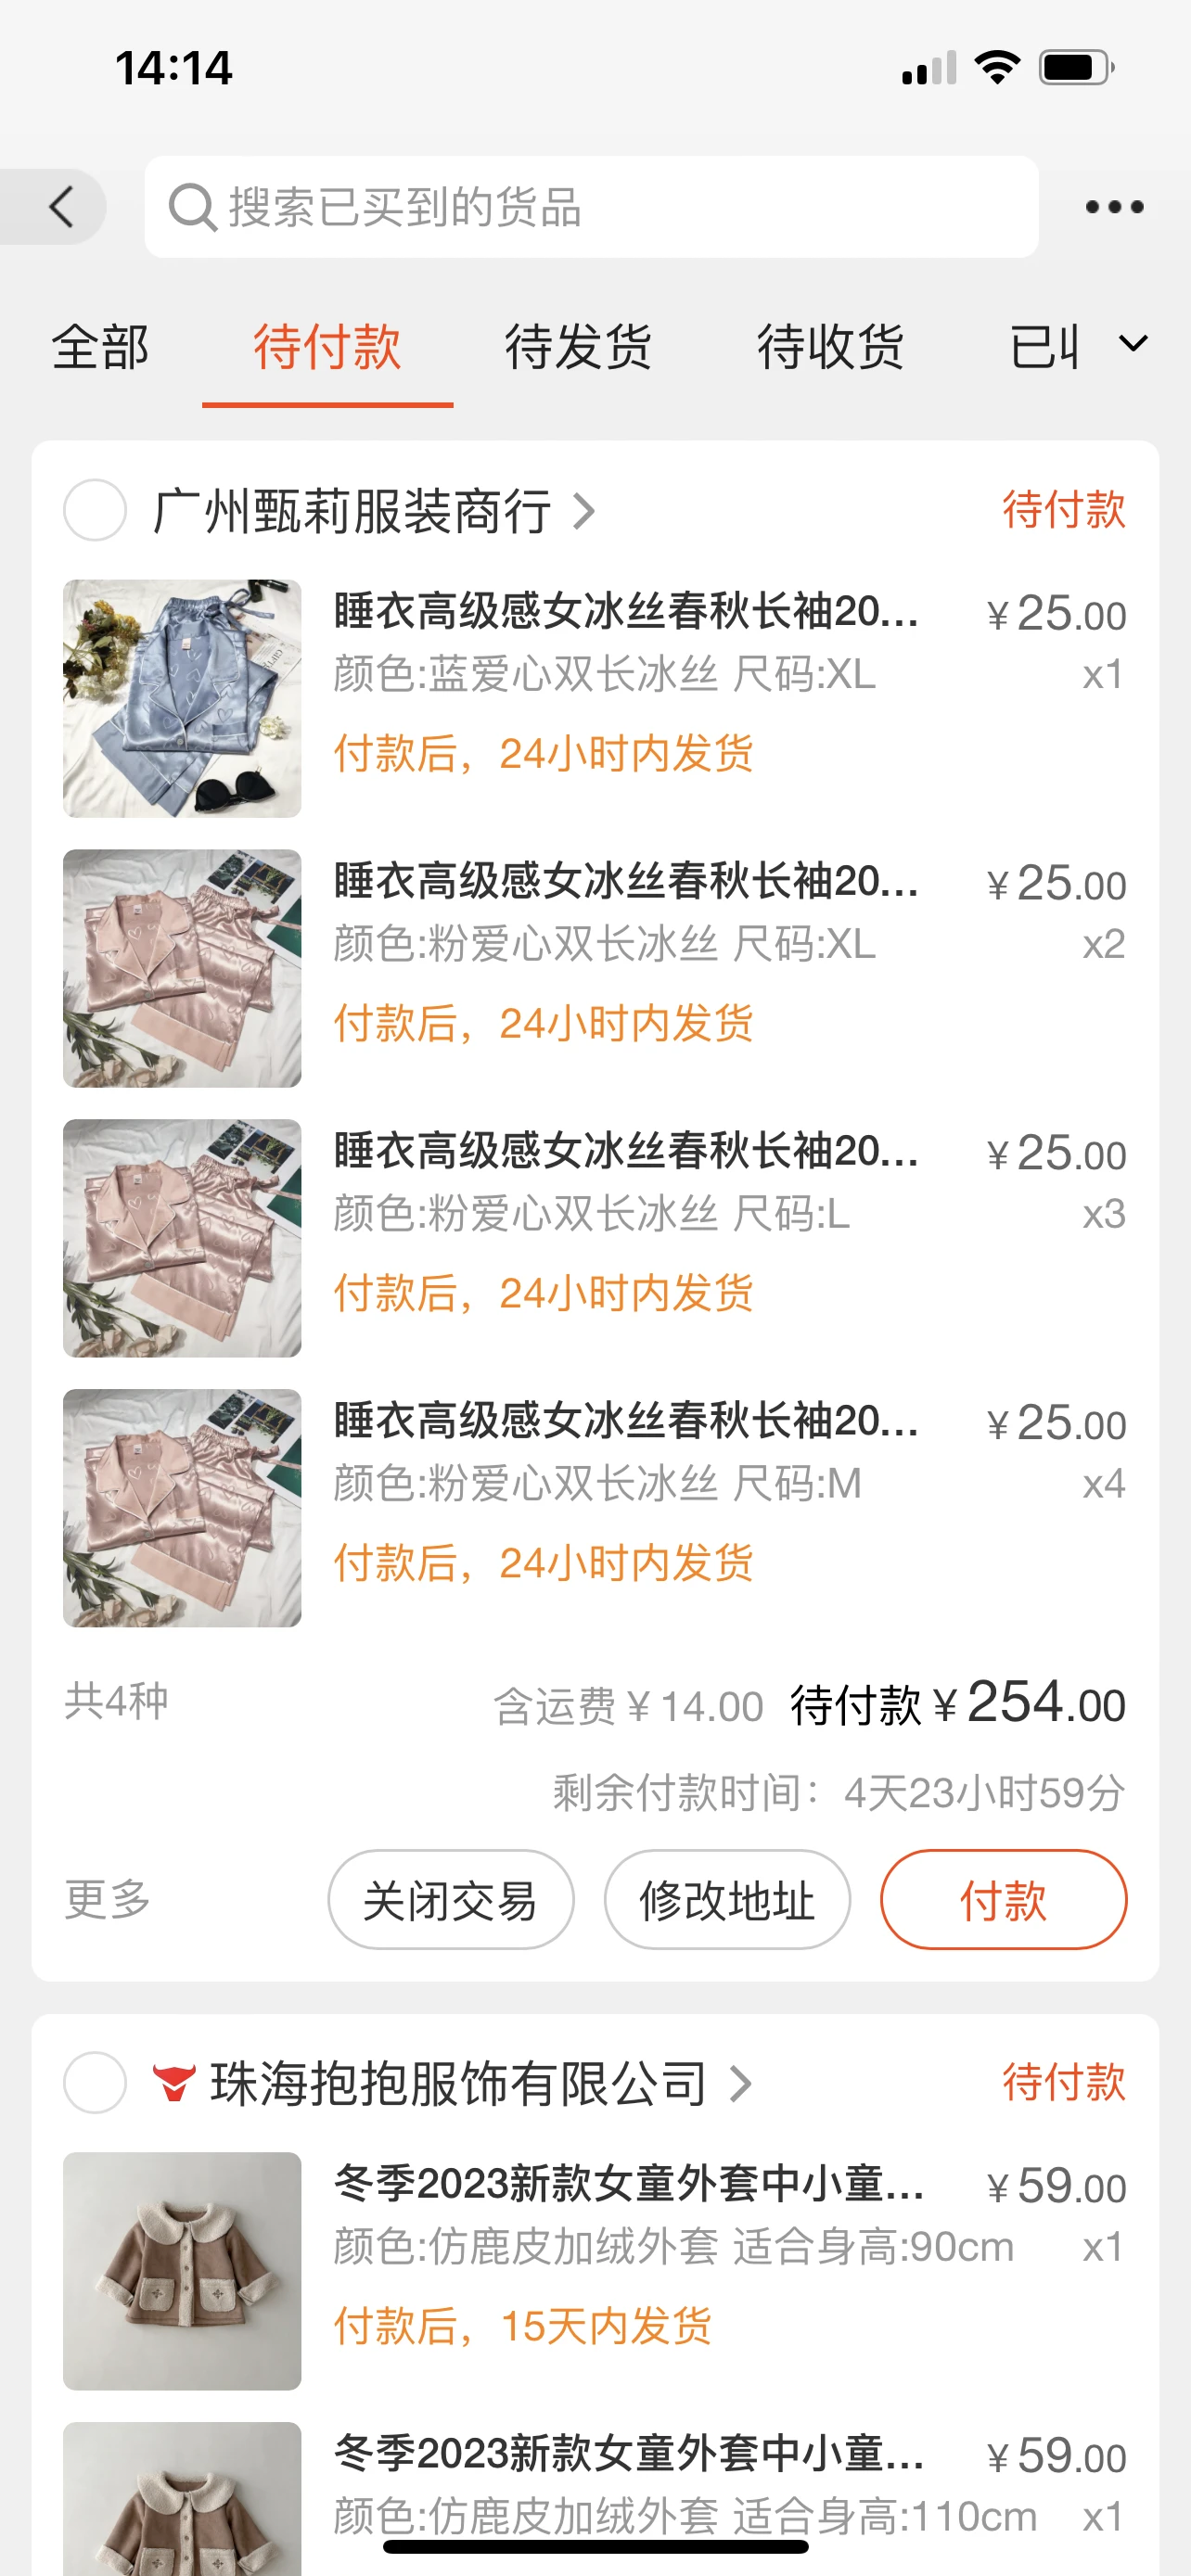 14:14
搜索已买到的货品
全部 待付款 待发货 待收货
广州甄莉服装商行 待付款
睡衣高级感女冰丝春秋长袖20... ¥25.00
颜色:蓝爱心双长冰丝 尺码:XL x1
付款后，24小时内发货
睡衣高级感女冰丝春秋长袖20... ¥25.00
颜色:粉爱心双长冰丝 尺码:XL x2
付款后，24小时内发货
睡衣高级感女冰丝春秋长袖20... ¥25.00
颜色:粉爱心双长冰丝 尺码:L x3
付款后，24小时内发货
睡衣高级感女冰丝春秋长袖20... ¥25.00
颜色:粉爱心双长冰丝 尺码:M x4
付款后，24小时内发货
共4种 含运费¥14.00 待付款¥254.00
剩余付款时间：4天23小时59分
更多 关闭交易 修改地址 付款
珠海抱抱服饰有限公司 待付款
冬季2023新款女童外套中小童... ¥59.00
颜色:仿鹿皮加绒外套 适合身高:90cm x1
付款后，15天内发货
冬季2023新款女童外套中小童... ¥59.00
颜色:仿鹿皮加绒外套 适合身高:110cm x1